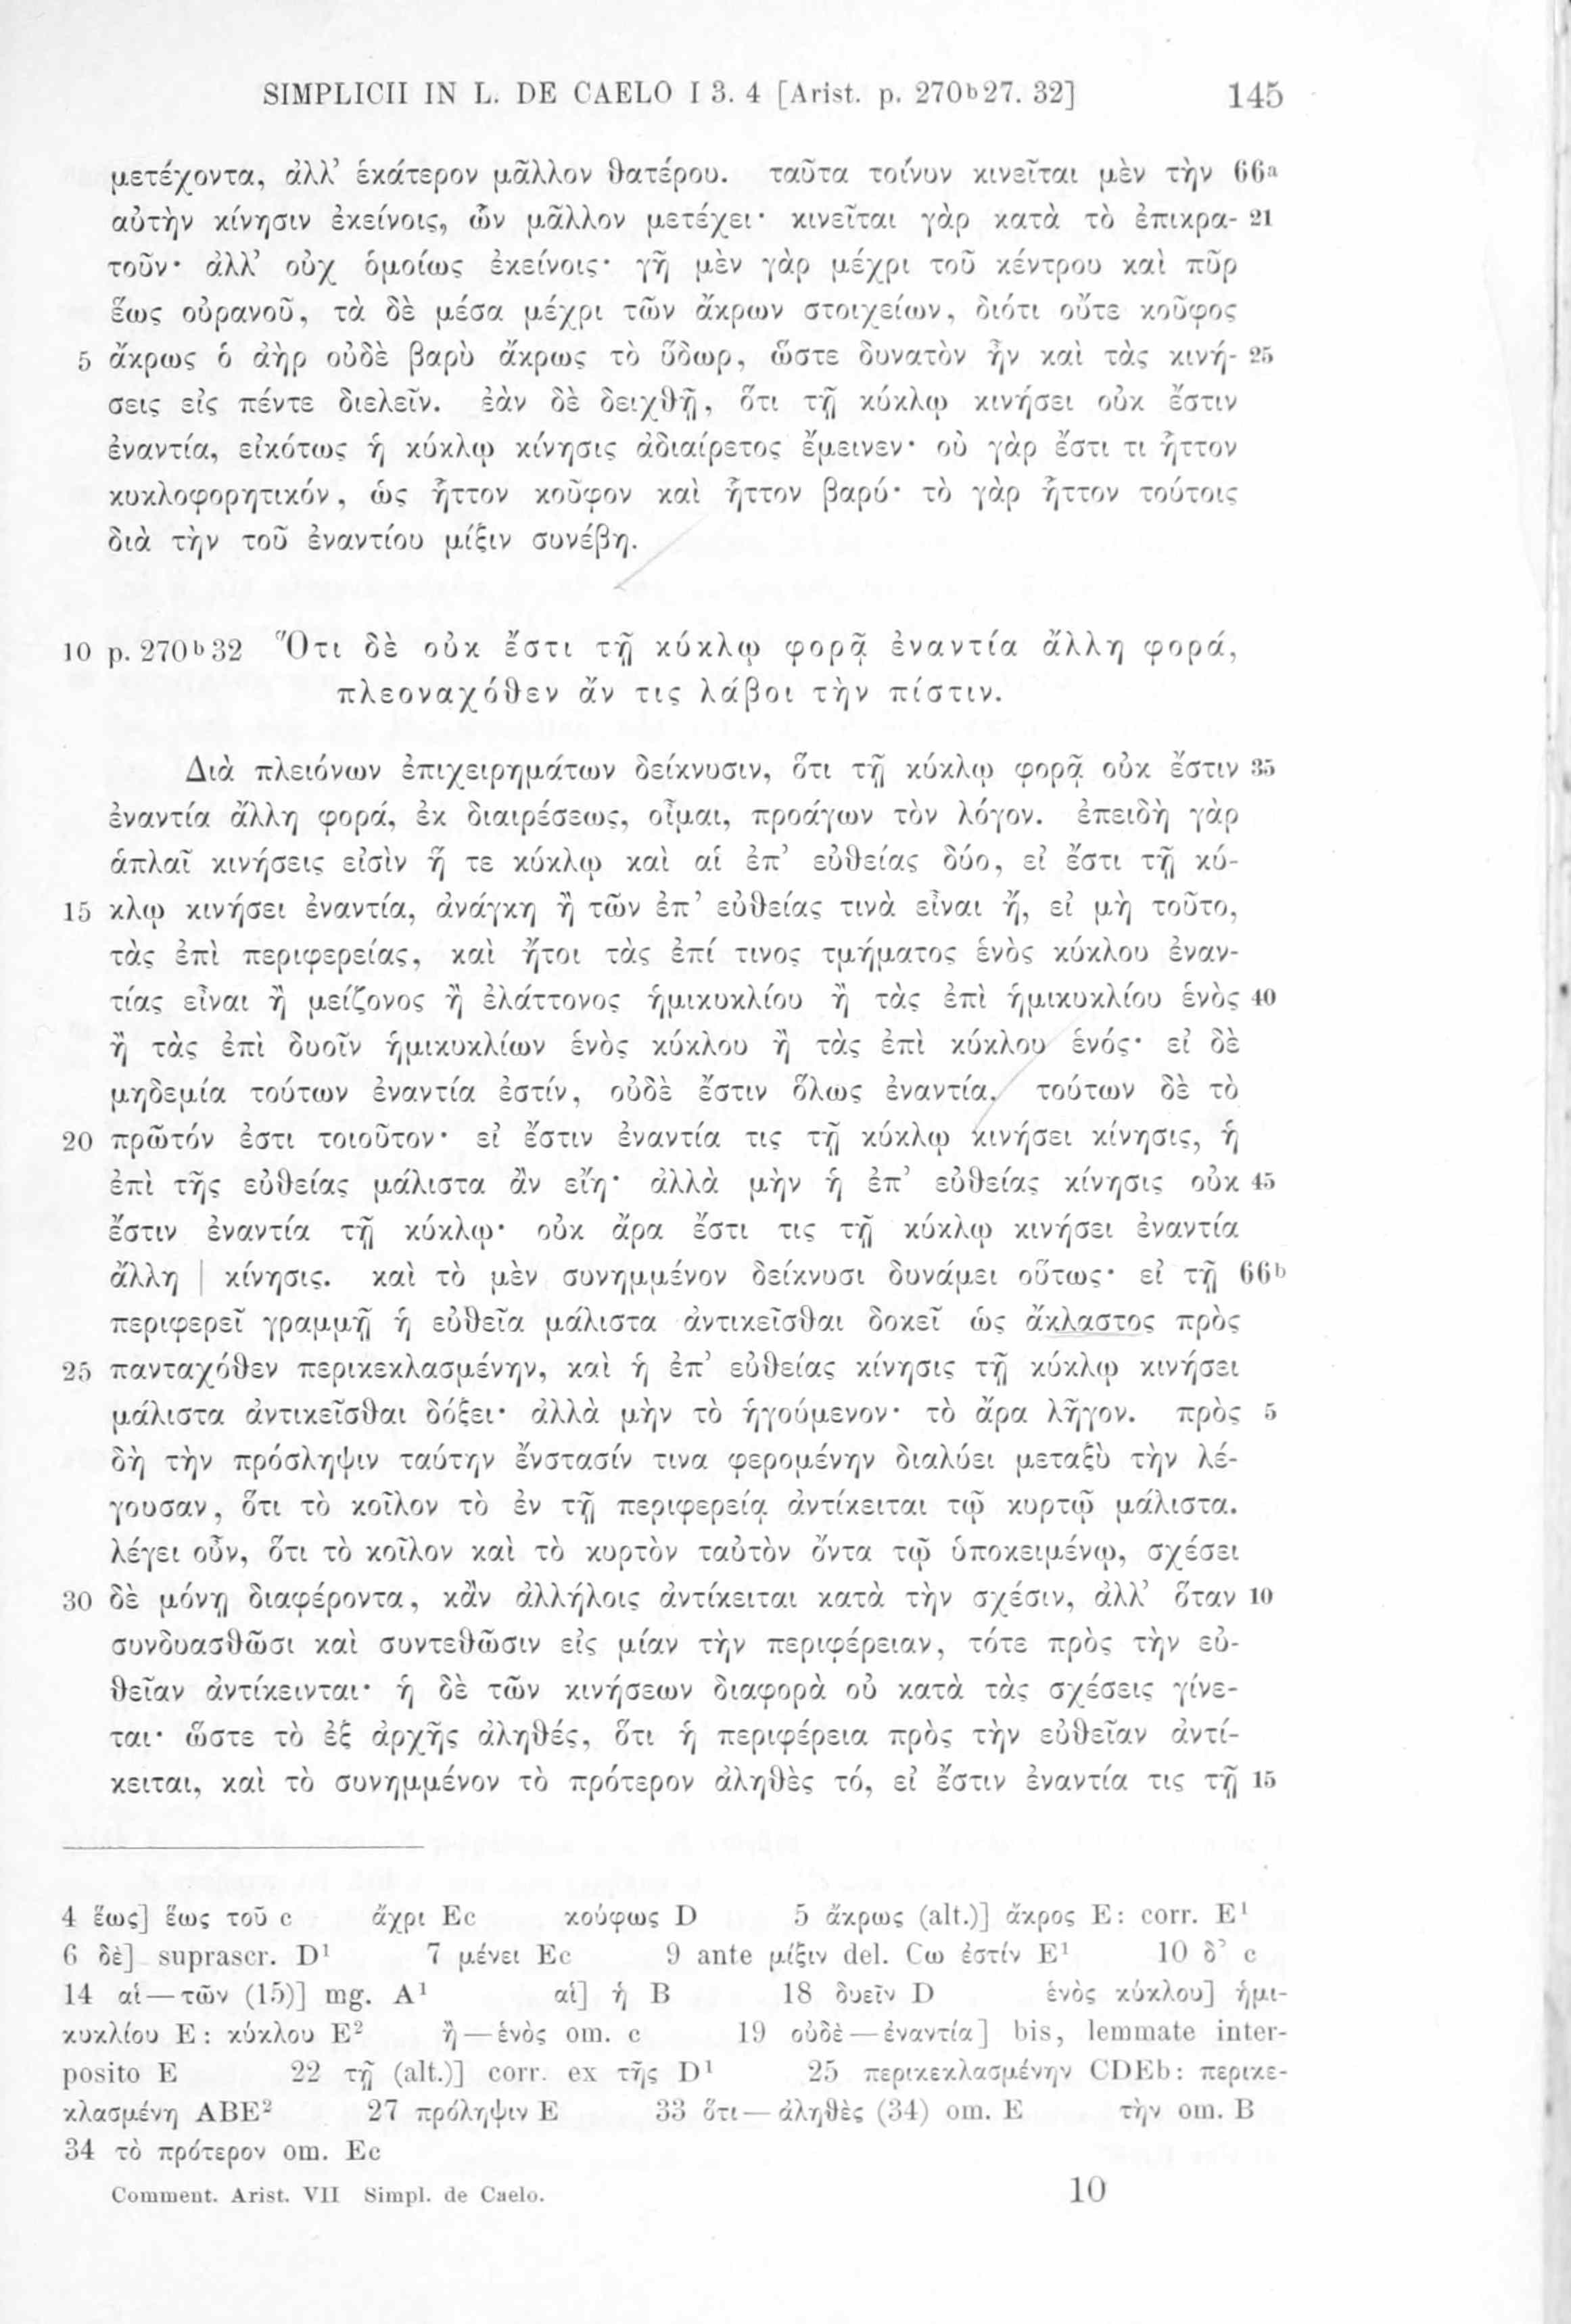 SIMPLICII IN L. DE CAELO I 3. 4 [Arist. p. 270ᵇ27. 32] 145
μετέχοντα, ἀλλ’ ἑκάτερον μᾶλλον θατέρου. ταῦτα τοίνυν κινεῖται μὲν τὴν 66ᵃ
αὐτὴν κίνησιν ἐκείνοις, ὧν μᾶλλον μετέχει· κινεῖται γὰρ κατὰ τὸ ἐπικρα- 21
τοῦν· ἀλλ’ οὐχ ὁμοίως ἐκείνοις· γῆ μὲν γὰρ μέχρι τοῦ κέντρου καὶ πῦρ
ἕως οὐρανοῦ, τὰ δὲ μέσα μέχρι τῶν ἄκρων στοιχείων, διότι οὔτε κοῦφος
5 ἄκρως ὁ ἀὴρ οὐδὲ βαρὺ ἄκρως τὸ ὕδωρ, ὥστε δυνατὸν ἦν καὶ τὰς κινή- 25
σεις εἰς πέντε διελεῖν. ἐὰν δὲ δειχθῇ, ὅτι τῇ κύκλῳ κινήσει οὐκ ἔστιν
ἐναντία, εἰκότως ἡ κύκλῳ κίνησις ἀδιαίρετος ἔμεινεν· οὐ γὰρ ἔστι τι ἧττον
κυκλοφορητικόν, ὡς ἧττον κοῦφον καὶ ἧττον βαρύ· τὸ γὰρ ἧττον τούτοις
διὰ τὴν τοῦ ἐναντίου μίξιν συνέβη.
10 p. 270ᵇ32 Ὅτι δὲ οὐκ ἔστι τῇ κύκλῳ φορᾷ ἐναντία ἄλλη φορά,
πλεοναχόθεν ἄν τις λάβοι τὴν πίστιν.
Διὰ πλειόνων ἐπιχειρημάτων δείκνυσιν, ὅτι τῇ κύκλῳ φορᾷ οὐκ ἔστιν 35
ἐναντία ἄλλη φορά, ἐκ διαιρέσεως, οἶμαι, προάγων τὸν λόγον. ἐπειδὴ γὰρ
ἁπλαῖ κινήσεις εἰσὶν ἥ τε κύκλῳ καὶ αἱ ἐπ’ εὐθείας δύο, εἰ ἔστι τῇ κύ-
15 κλῳ κινήσει ἐναντία, ἀνάγκη ἢ τῶν ἐπ’ εὐθείας τινὰ εἶναι ἤ, εἰ μὴ τοῦτο,
τὰς ἐπὶ περιφερείας, καὶ ἤτοι τὰς ἐπί τινος τμήματος ἑνὸς κύκλου ἐναν-
τίας εἶναι ἢ μείζονος ἢ ἐλάττονος ἡμικυκλίου ἢ τὰς ἐπὶ ἡμικυκλίου ἑνὸς 40
ἢ τὰς ἐπὶ δυοῖν ἡμικυκλίων ἑνὸς κύκλου ἢ τὰς ἐπὶ κύκλου ἑνός· εἰ δὲ
μηδεμία τούτων ἐναντία ἐστίν, οὐδὲ ἔστιν ὅλως ἐναντία. τούτων δὲ τὸ
20 πρῶτόν ἐστι τοιοῦτον· εἰ ἔστιν ἐναντία τις τῇ κύκλῳ κινήσει κίνησις, ἡ
ἐπὶ τῆς εὐθείας μάλιστα ἂν εἴη· ἀλλὰ μὴν ἡ ἐπ’ εὐθείας κίνησις οὐκ 45
ἔστιν ἐναντία τῇ κύκλῳ· οὐκ ἄρα ἔστι τις τῇ κύκλῳ κινήσει ἐναντία
ἄλλη | κίνησις. καὶ τὸ μὲν συνημμένον δείκνυσι δυνάμει οὕτως· εἰ τῇ 66ᵇ
περιφερεῖ γραμμῇ ἡ εὐθεῖα μάλιστα ἀντικεῖσθαι δοκεῖ ὡς ἄκλαστος πρὸς
25 πανταχόθεν περικεκλασμένην, καὶ ἡ ἐπ’ εὐθείας κίνησις τῇ κύκλῳ κινήσει
μάλιστα ἀντικεῖσθαι δόξει· ἀλλὰ μὴν τὸ ἡγούμενον· τὸ ἄρα λῆγον. πρὸς 5
δὴ τὴν πρόσληψιν ταύτην ἔνστασίν τινα φερομένην διαλύει μεταξὺ τὴν λέ-
γουσαν, ὅτι τὸ κοῖλον τὸ ἐν τῇ περιφερείᾳ ἀντίκειται τῷ κυρτῷ μάλιστα.
λέγει οὖν, ὅτι τὸ κοῖλον καὶ τὸ κυρτὸν ταὐτὸν ὄντα τῷ ὑποκειμένῳ, σχέσει
30 δὲ μόνῃ διαφέροντα, κἂν ἀλλήλοις ἀντίκειται κατὰ τὴν σχέσιν, ἀλλ’ ὅταν 10
συνδυασθῶσι καὶ συντεθῶσιν εἰς μίαν τὴν περιφέρειαν, τότε πρὸς τὴν εὐ-
θεῖαν ἀντίκεινται· ἡ δὲ τῶν κινήσεων διαφορὰ οὐ κατὰ τὰς σχέσεις γίνε-
ται· ὥστε τὸ ἐξ ἀρχῆς ἀληθές, ὅτι ἡ περιφέρεια πρὸς τὴν εὐθεῖαν ἀντί-
κειται, καὶ τὸ συνημμένον τὸ πρότερον ἀληθὲς τό, εἰ ἔστιν ἐναντία τις τῇ 15
4 ἕως] ἕως τοῦ c ἄχρι Ec κούφως D 5 ἄκρως (alt.)] ἄκρος E: corr. E¹
6 δὲ] suprascr. D¹ 7 μένει Ec 9 ante μίξιν del. Cω ἐστίν E¹ 10 δ’ c
14 αἱ—τῶν (15)] mg. A¹ αἱ] ἡ B 18 δυεῖν D ἑνὸς κύκλου] ἡμι-
κυκλίου E: κύκλου E² ἢ—ἑνὸς om. c 19 οὐδὲ—ἐναντία] bis, lemmate inter-
posito E 22 τῇ (alt.)] corr. ex τῆς D¹ 25 περικεκλασμένην CDEb: περικε-
κλασμένη ABE² 27 πρόληψιν E 33 ὅτι—ἀληθὲς (34) om. E τὴν om. B
34 τὸ πρότερον om. Ec
Comment. Arist. VII Simpl. de Caelo. 10